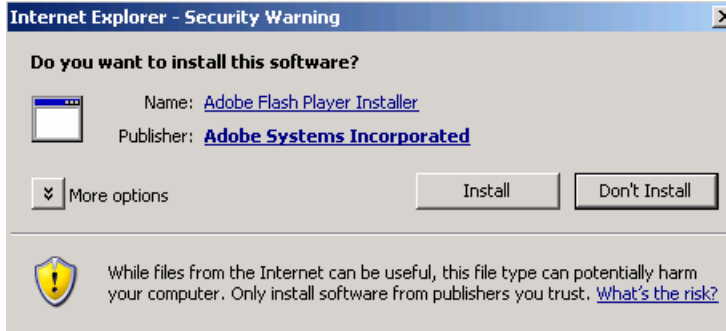 Internet Explorer - Security Warning
Do you want to install this software?
Name: Adobe Flash Player Installer
Publisher: Adobe Systems Incorporated
More options
Install
Don't Install
While files from the Internet can be useful, this file type can potentially harm
your computer. Only install software from publishers you trust. What's the risk?